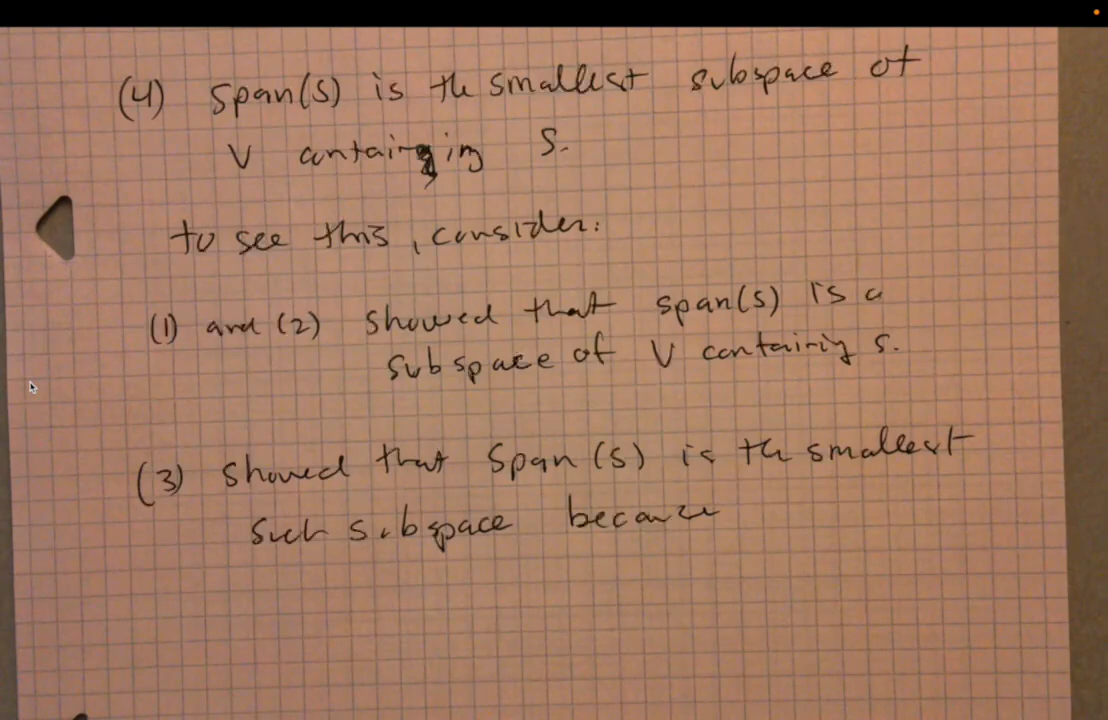 (4) span(S) is the smallest subspace of
V containing S.
to see this, consider:
(1) and (2) showed that span(S) is a
subspace of V containing S.
(3) showed that Span (S) is the smallest
such subspace because